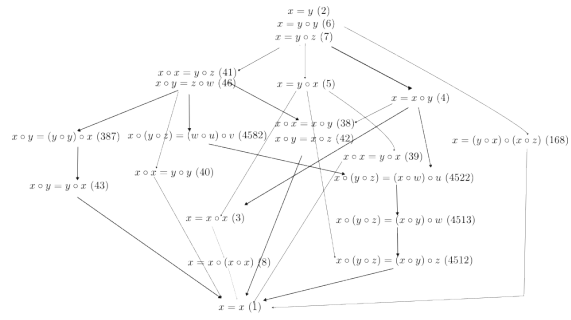 x = y (2)
x = y ∘ y (6)
x = y ∘ z (7)
x ∘ x = y ∘ z (41)
x ∘ y = z ∘ w (46)
x = y ∘ x (5)
x = x ∘ y (4)
x ∘ x = x ∘ y (38)
x ∘ y = (y ∘ y) ∘ x (387)
x ∘ (y ∘ z) = (w ∘ u) ∘ v (4582)
x ∘ y = x ∘ z (42)
x = (y ∘ x) ∘ (x ∘ z) (168)
x ∘ x = y ∘ x (39)
x ∘ x = y ∘ y (40)
x ∘ (y ∘ z) = (x ∘ w) ∘ u (4522)
x ∘ y = y ∘ x (43)
x = x ∘ x (3)
x ∘ (y ∘ z) = (x ∘ y) ∘ w (4513)
x = x ∘ (x ∘ x) (8)
x ∘ (y ∘ z) = (x ∘ y) ∘ z (4512)
x = x (1)